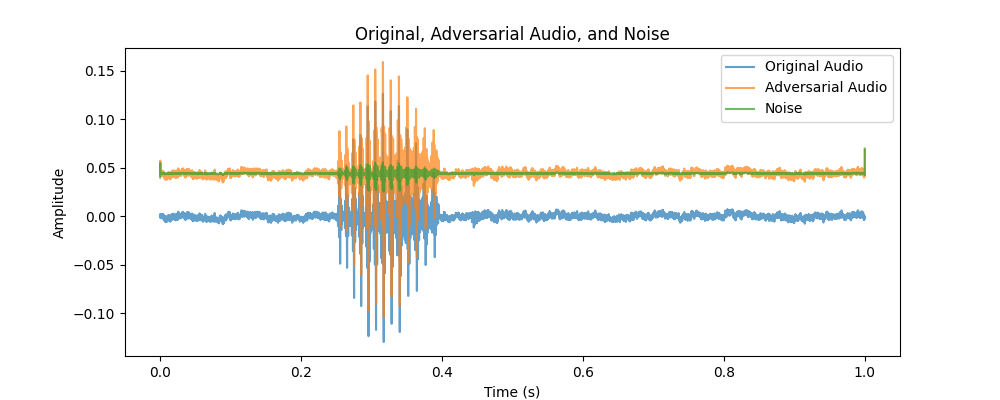 Original, Adversarial Audio, and Noise
Original Audio
Adversarial Audio
Noise
Amplitude
0.15
0.10
0.05
0.00
−0.05
−0.10
0.0
0.2
0.4
0.6
0.8
1.0
Time (s)